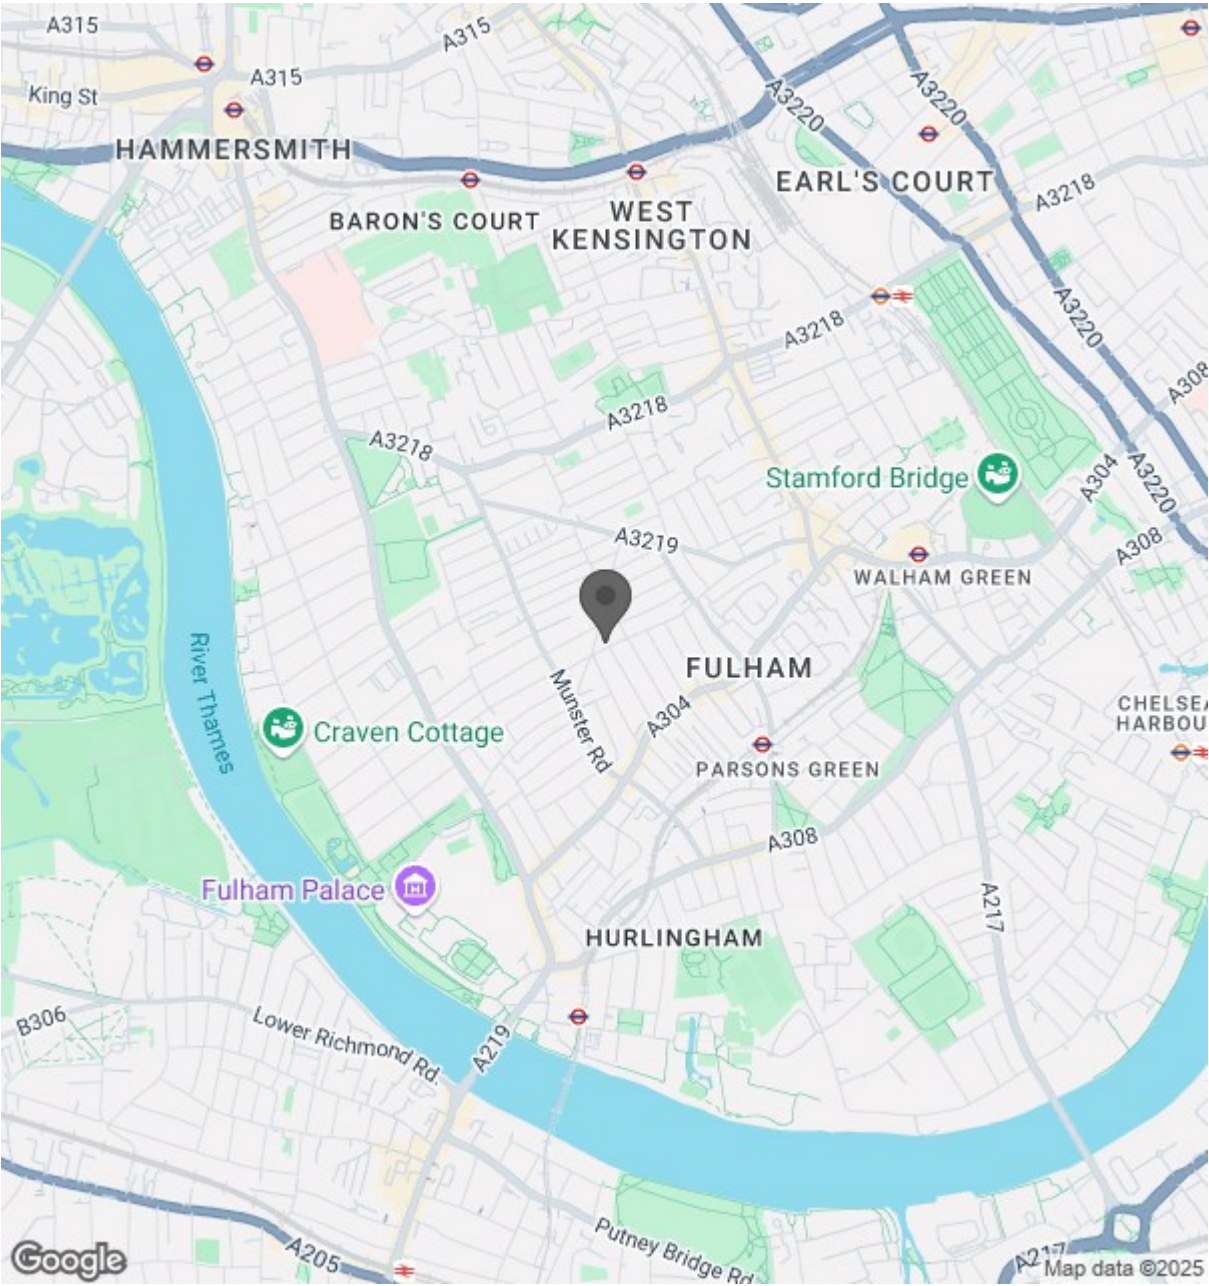 A315
A315
A315
King St
A3220
A3220
HAMMERSMITH
EARL'S COURT
A3218
BARON'S COURT
WEST
KENSINGTON
A3220
A3218
A308
A3218
A3218
Stamford Bridge
A304
A3220
A3219
A308
WALHAM GREEN
River Thames
FULHAM
Munster Rd
A304
CHELSEA
HARBOU
Craven Cottage
PARSONS GREEN
A308
Fulham Palace
A217
HURLINGHAM
B306
Lower Richmond Rd.
A219
Putney Bridge Rd
A205
A217
Google
Map data ©2025